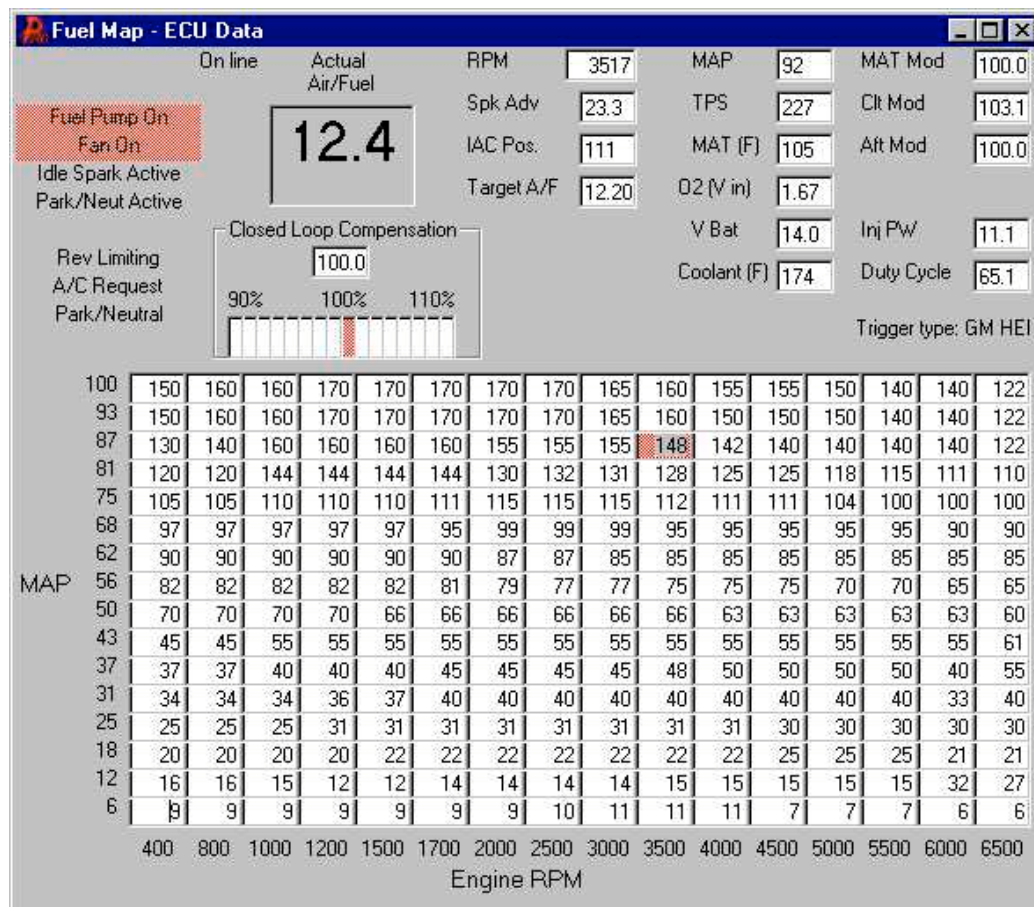 Fuel Map - ECU Data
On line Actual Air/Fuel 12.4
Fuel Pump On
Fan On
Idle Spark Active
Park/Neut Active
Rev Limiting
A/C Request
Park/Neutral
Closed Loop Compensation
100.0
90% 100% 110%
RPM 3517 MAP 92 MAT Mod 100.0
Spk Adv 23.3 TPS 227 Clt Mod 103.1
IAC Pos. 111 MAT (F) 105 Aft Mod 100.0
Target A/F 12.20 O2 (V in) 1.67
V Bat 14.0 Inj PW 11.1
Coolant (F) 174 Duty Cycle 65.1
Trigger type: GM HEI
100 150 160 160 170 170 170 170 170 165 160 155 155 150 140 140 122
93 150 160 160 170 170 170 170 170 165 160 150 150 150 140 140 122
87 130 140 160 160 160 160 155 155 155 148 142 140 140 140 140 122
81 120 120 144 144 144 144 130 132 131 128 125 125 118 115 111 110
75 105 105 110 110 110 111 115 115 115 112 111 111 104 100 100 100
68 97 97 97 97 97 95 99 99 99 95 95 95 95 95 90 90
62 90 90 90 90 90 90 87 87 85 85 85 85 85 85 85 85
MAP 56 82 82 82 82 82 81 79 77 77 75 75 75 70 70 65 65
50 70 70 70 70 66 66 66 66 66 66 63 63 63 63 63 60
43 45 45 55 55 55 55 55 55 55 55 55 55 55 55 55 61
37 37 37 40 40 40 45 45 45 45 48 50 50 50 50 40 55
31 34 34 34 36 37 40 40 40 40 40 40 40 40 40 33 40
25 25 25 25 31 31 31 31 31 31 31 31 30 30 30 30 30
18 20 20 20 20 22 22 22 22 22 22 22 25 25 25 21 21
12 16 16 15 12 12 14 14 14 14 15 15 15 15 15 32 27
6 9 9 9 9 9 9 9 10 11 11 11 7 7 7 6 6
400 800 1000 1200 1500 1700 2000 2500 3000 3500 4000 4500 5000 5500 6000 6500
Engine RPM